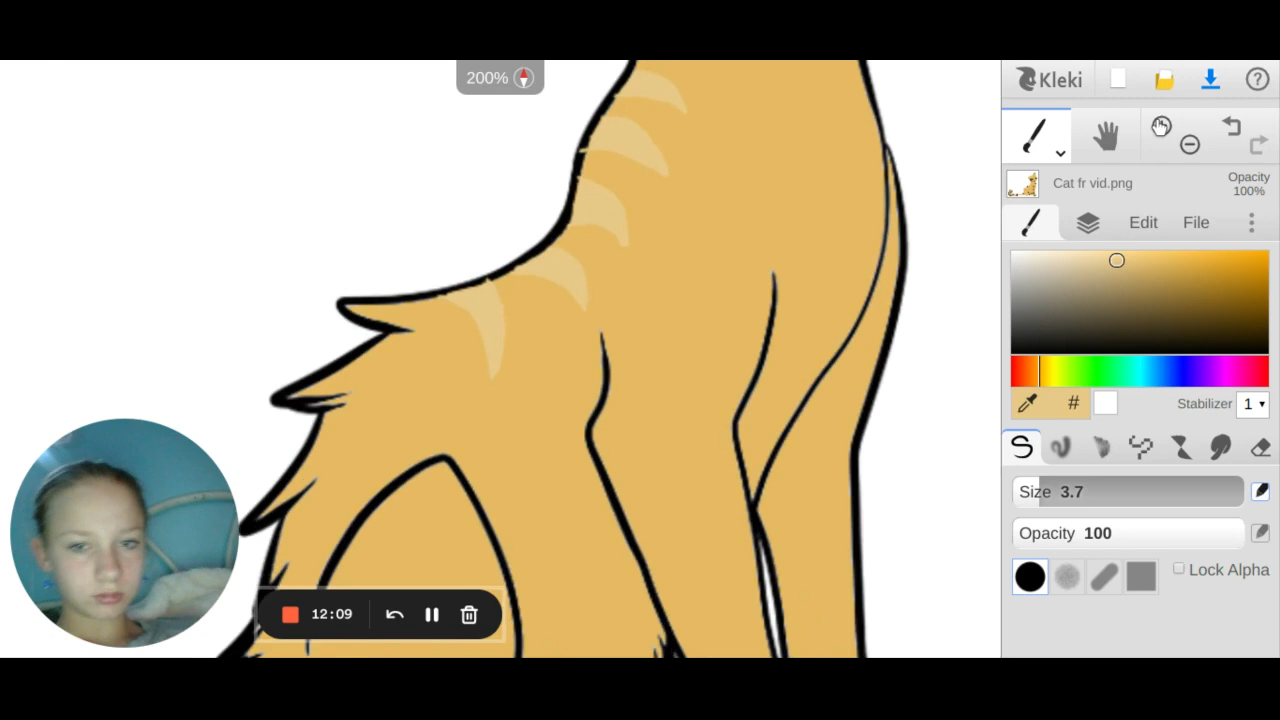 200%
Kleki
Cat fr vid.png
Opacity
100%
Edit
File
#
Stabilizer 1
Size 3.7
Opacity 100
Lock Alpha
12:09